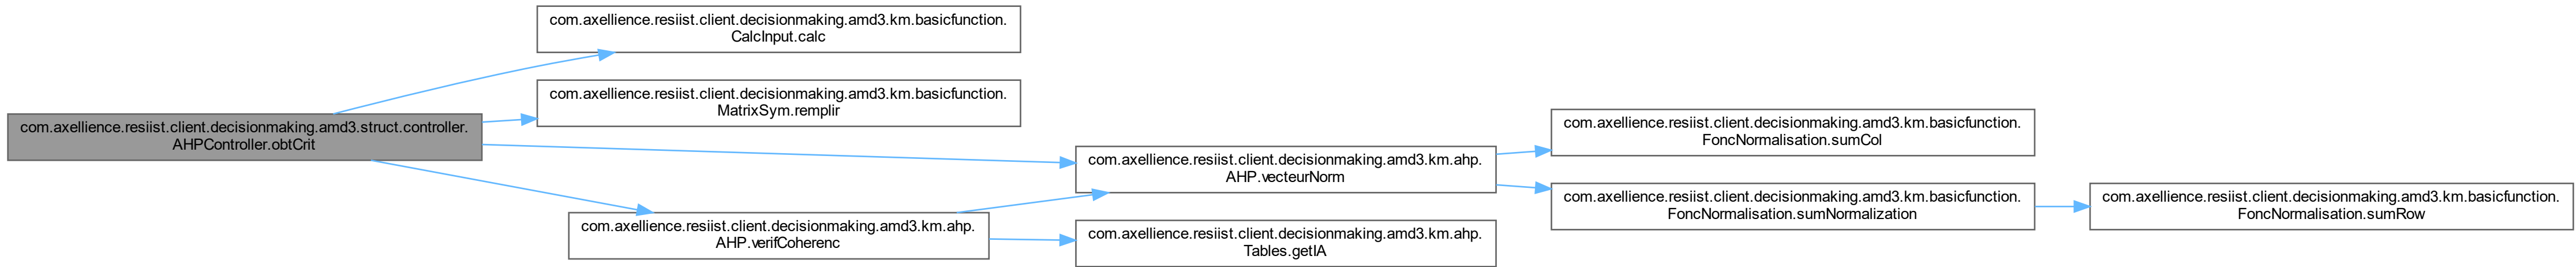 com.axellience.resiist.client.decisionmaking.amd3.struct.controller.
AHPController.obtCrit
com.axellience.resiist.client.decisionmaking.amd3.km.basicfunction.
CalcInput.calc
com.axellience.resiist.client.decisionmaking.amd3.km.basicfunction.
MatrixSym.remplir
com.axellience.resiist.client.decisionmaking.amd3.km.ahp.
AHP.verifCoherenc
com.axellience.resiist.client.decisionmaking.amd3.km.ahp.
AHP.vecteurNorm
com.axellience.resiist.client.decisionmaking.amd3.km.ahp.
Tables.getIA
com.axellience.resiist.client.decisionmaking.amd3.km.basicfunction.
FoncNormalisation.sumCol
com.axellience.resiist.client.decisionmaking.amd3.km.basicfunction.
FoncNormalisation.sumNormalization
com.axellience.resiist.client.decisionmaking.amd3.km.basicfunction.
FoncNormalisation.sumRow